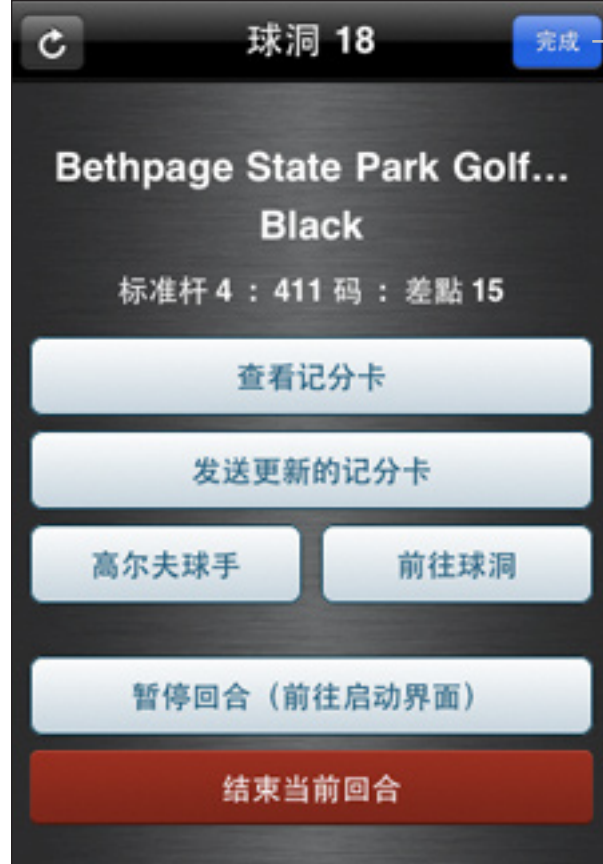 球洞 18
完成
Bethpage State Park Golf...
Black
标准杆 4 : 411 码 : 差點 15
查看记分卡
发送更新的记分卡
高尔夫球手
前往球洞
暂停回合（前往启动界面）
结束当前回合